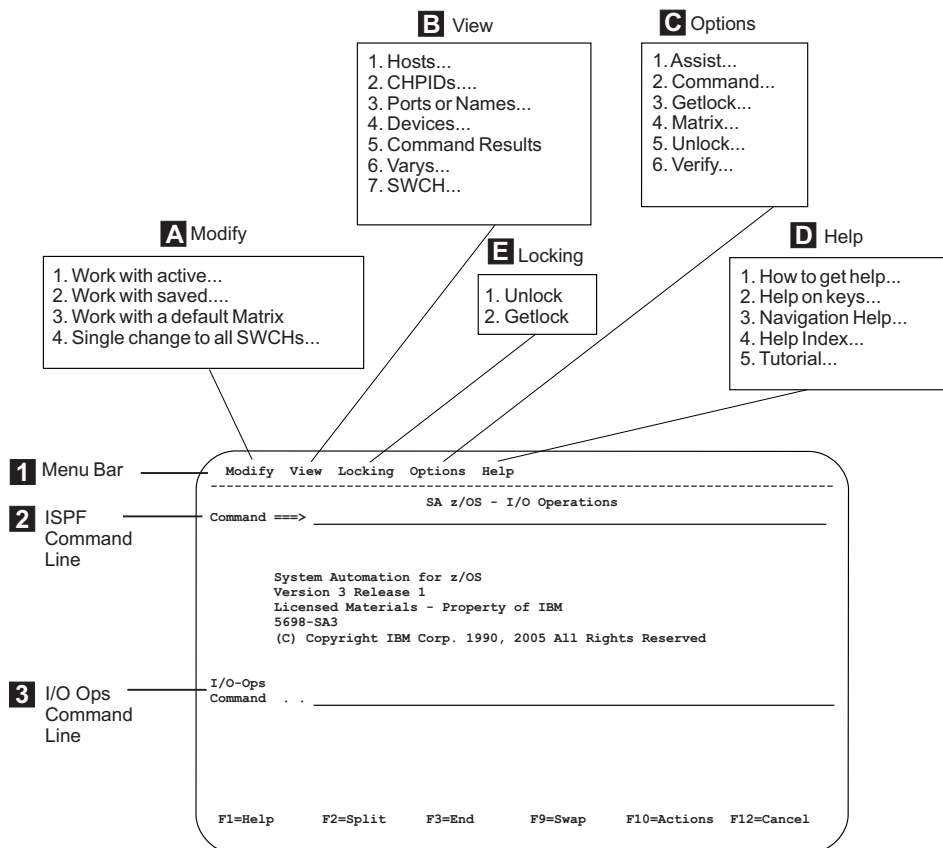 B View
1. Hosts...
2. CHPIDs....
3. Ports or Names...
4. Devices...
5. Command Results
6. Varys...
7. SWCH...
C Options
1. Assist...
2. Command...
3. Getlock...
4. Matrix...
5. Unlock...
6. Verify...
A Modify
1. Work with active...
2. Work with saved....
3. Work with a default Matrix
4. Single change to all SWCHs...
E Locking
1. Unlock
2. Getlock
D Help
1. How to get help...
2. Help on keys...
3. Navigation Help...
4. Help Index...
5. Tutorial...
1 Menu Bar
Modify View Locking Options Help
SA z/OS - I/O Operations
2 ISPF
Command
Line
Command ===>
System Automation for z/OS
Version 3 Release 1
Licensed Materials - Property of IBM
5698-SA3
(C) Copyright IBM Corp. 1990, 2005 All Rights Reserved
3 I/O Ops
Command
Line
I/O-Ops
Command . .
F1=Help F2=Split F3=End F9=Swap F10=Actions F12=Cancel